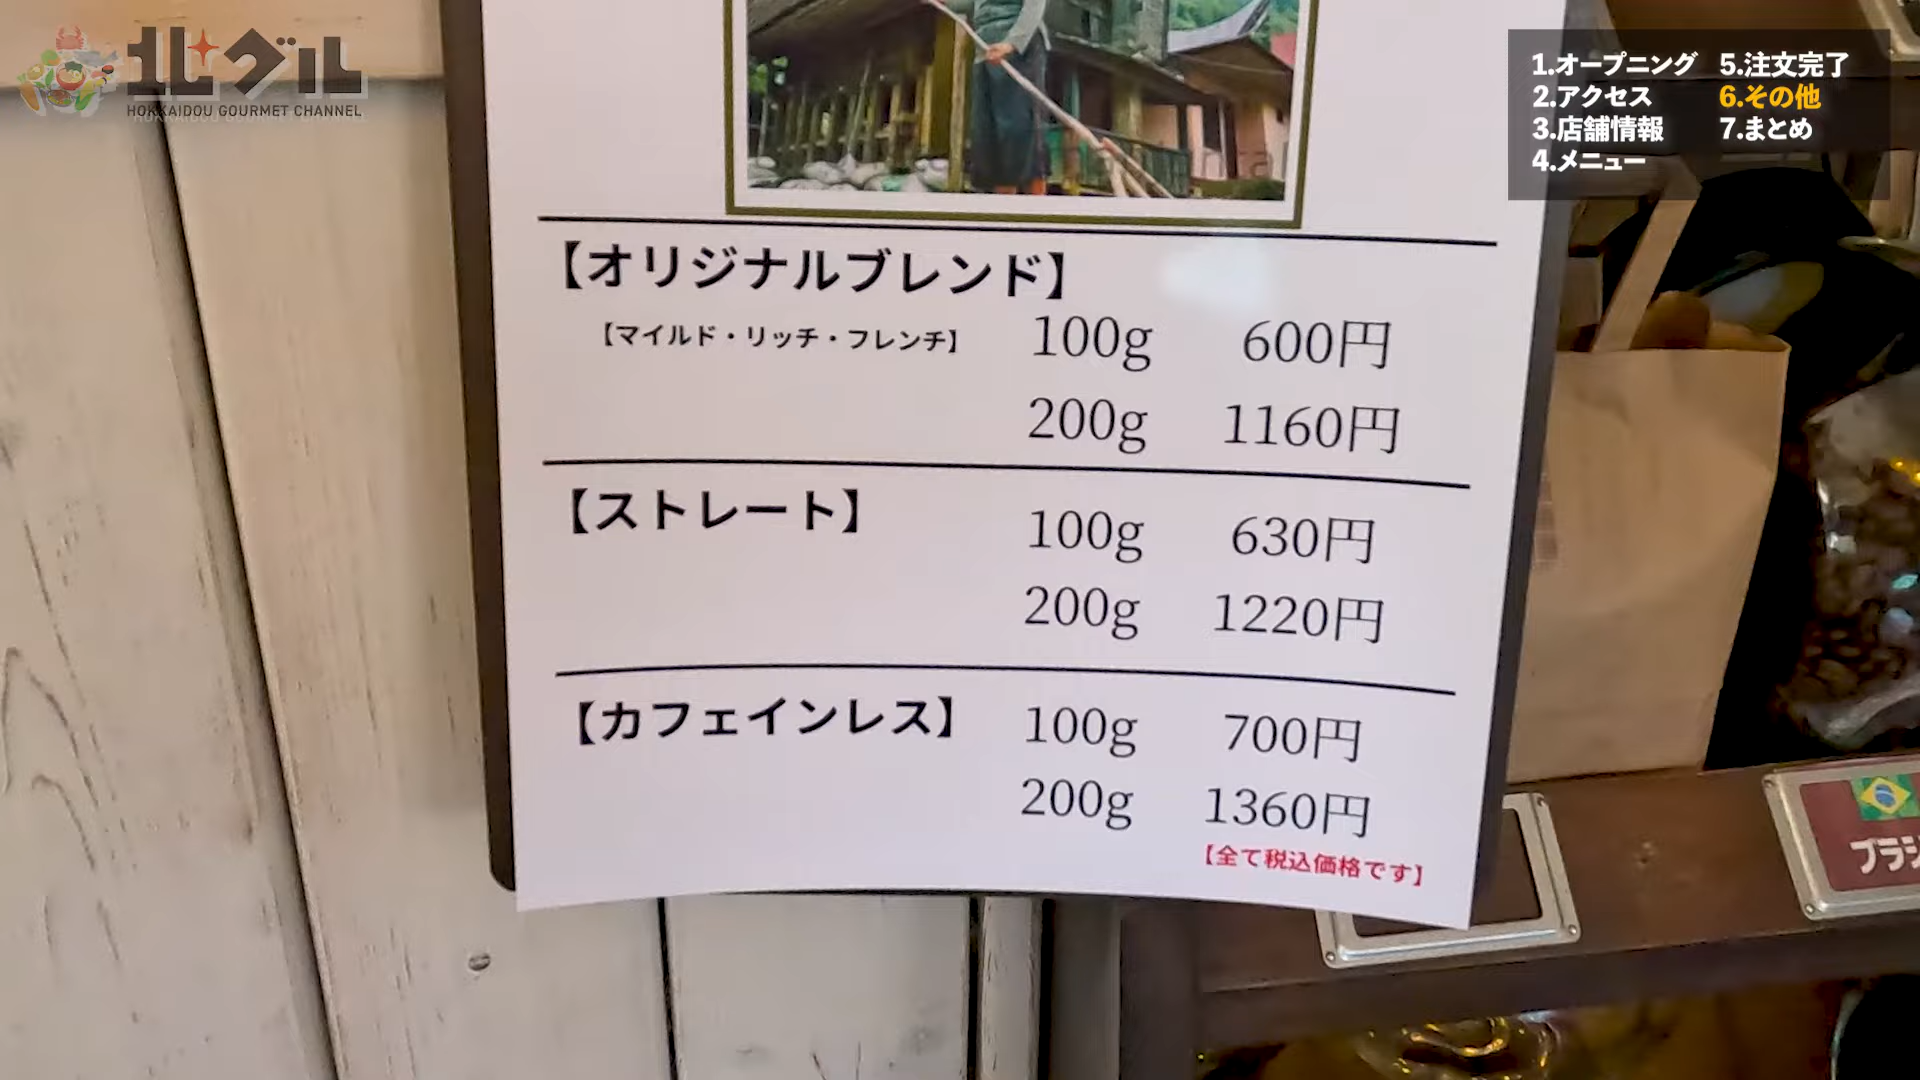 北グル
HOKKAIDOU GOURMET CHANNEL
1.オープニング
2.アクセス
3.店舗情報
4.メニュー
5.注文完了
6.その他
7.まとめ
【オリジナルブレンド】
【マイルド・リッチ・フレンチ】 100g 600円
200g 1160円
【ストレート】 100g 630円
200g 1220円
【カフェインレス】 100g 700円
200g 1360円
【全て税込価格です】
ブラジ